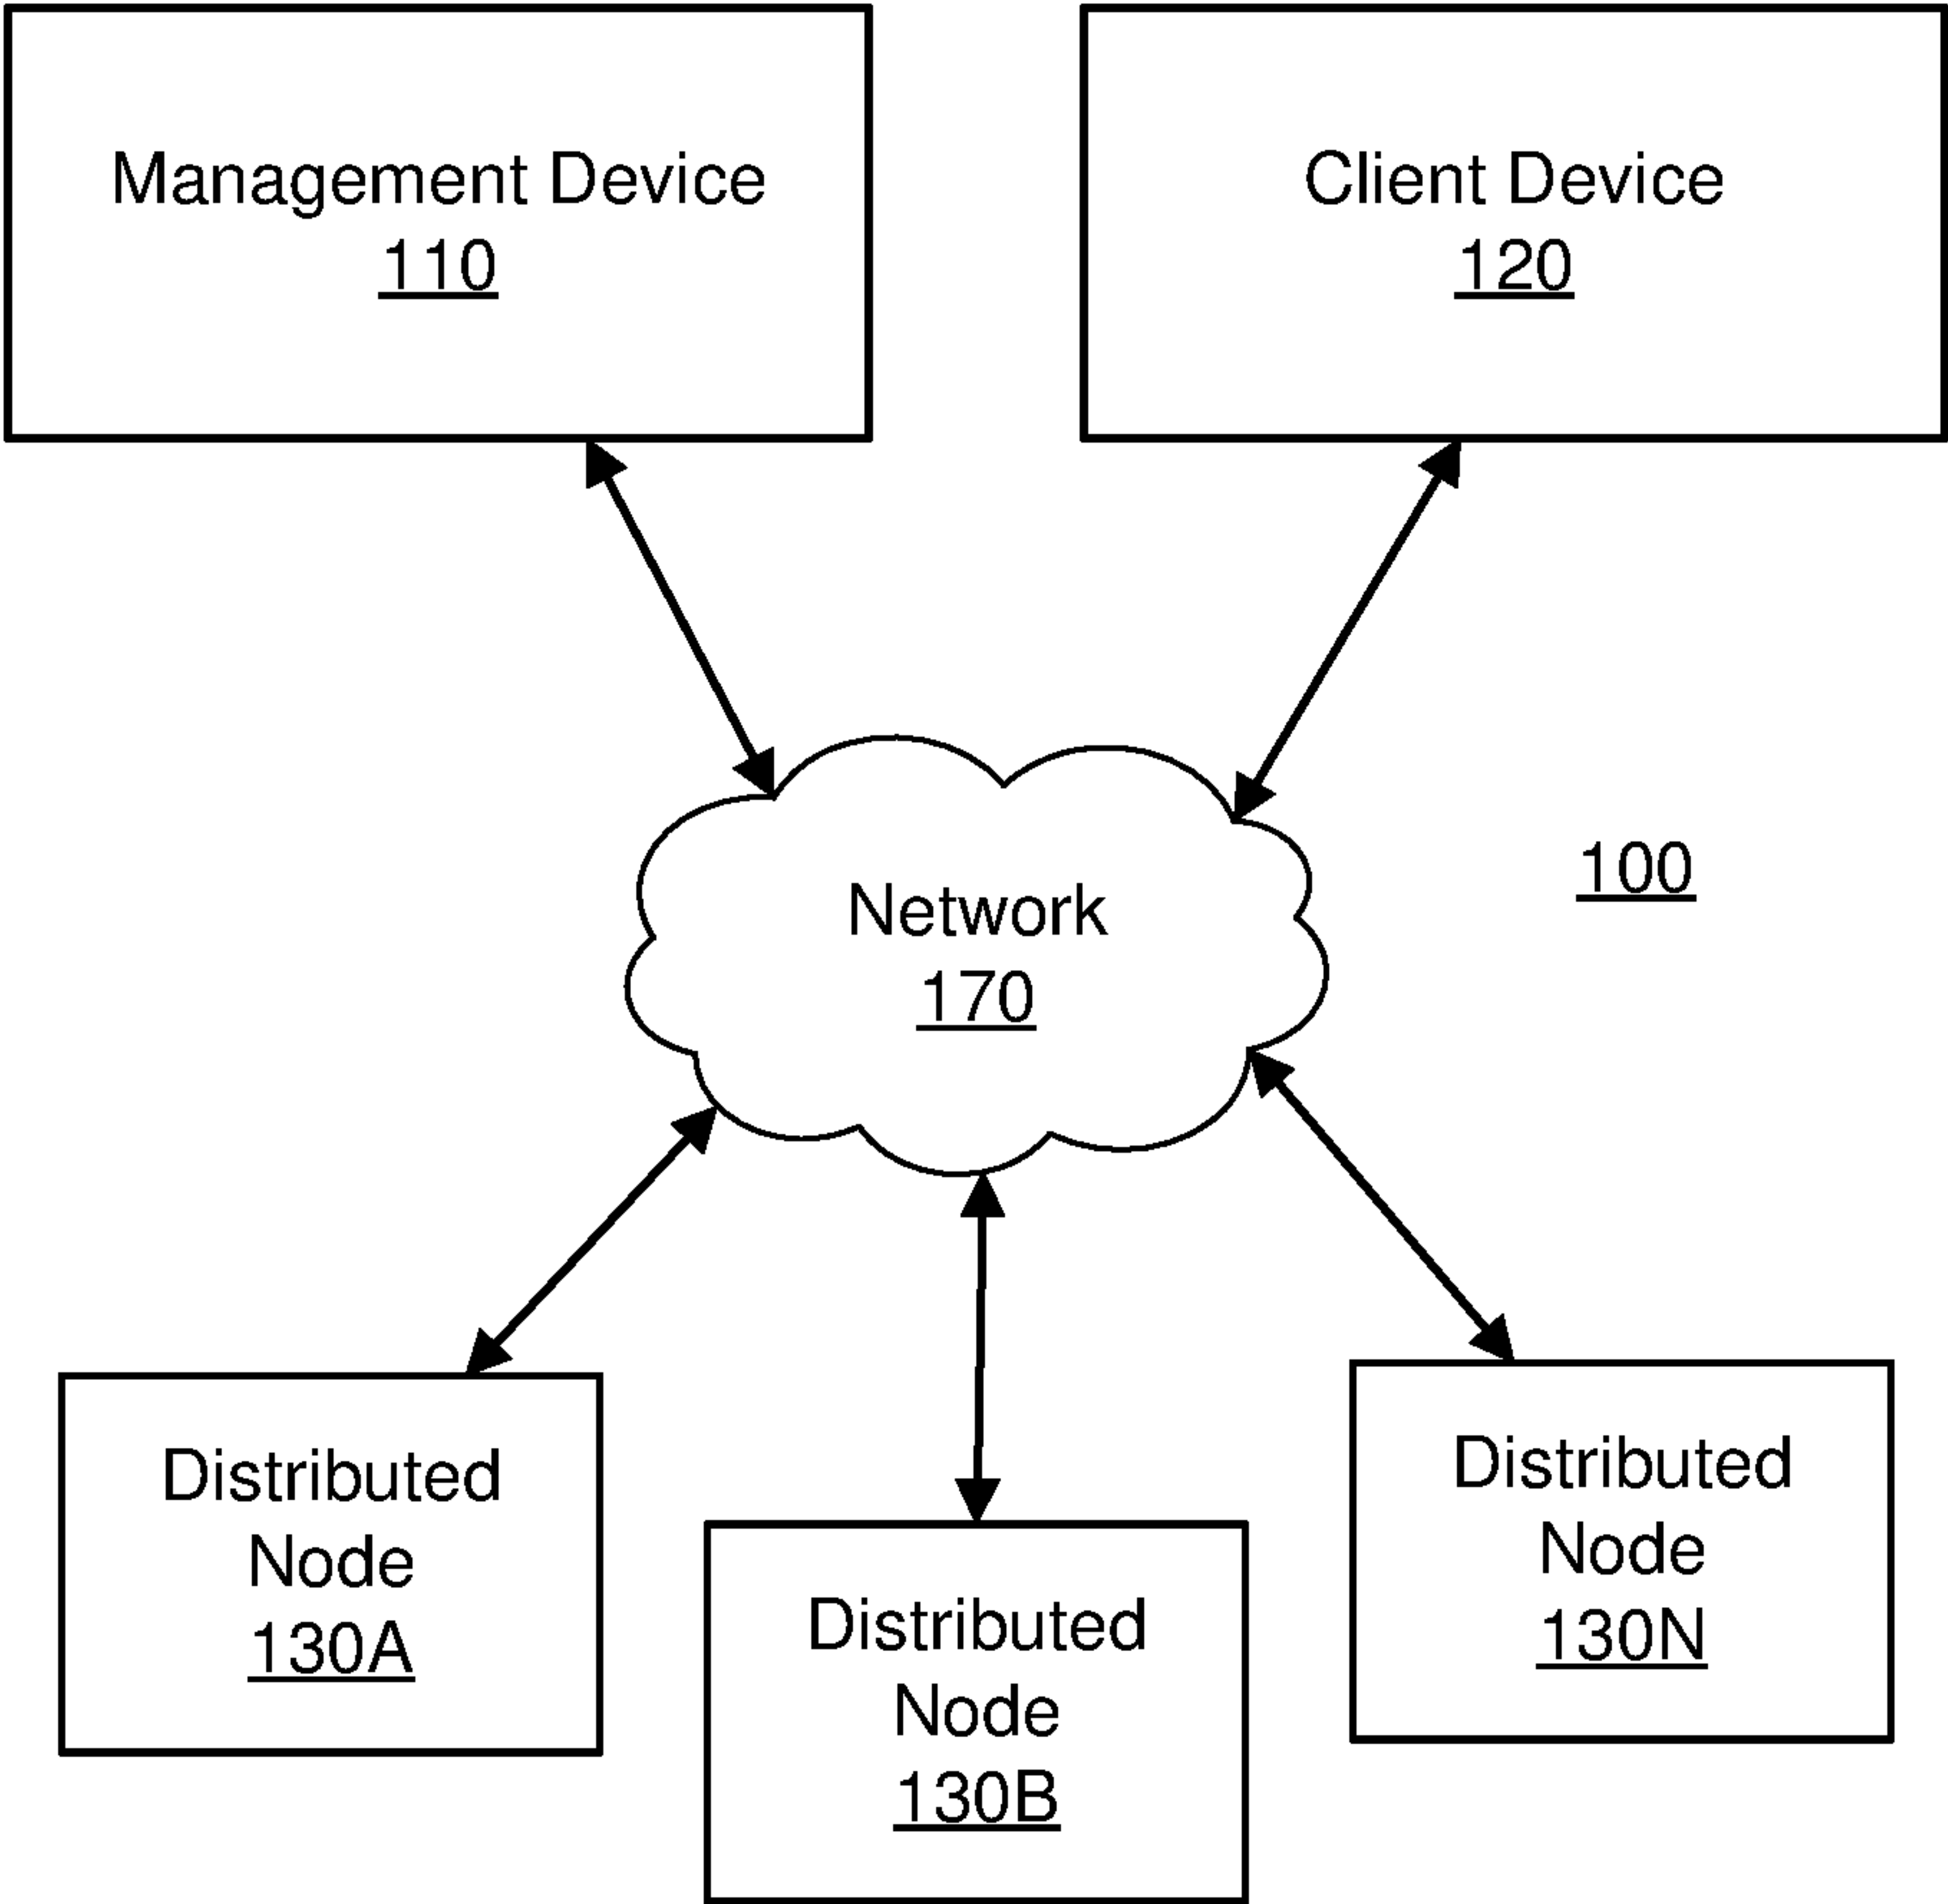 Management Device
110
Client Device
120
100
Network
170
Distributed
Node
130A
Distributed
Node
130B
Distributed
Node
130N